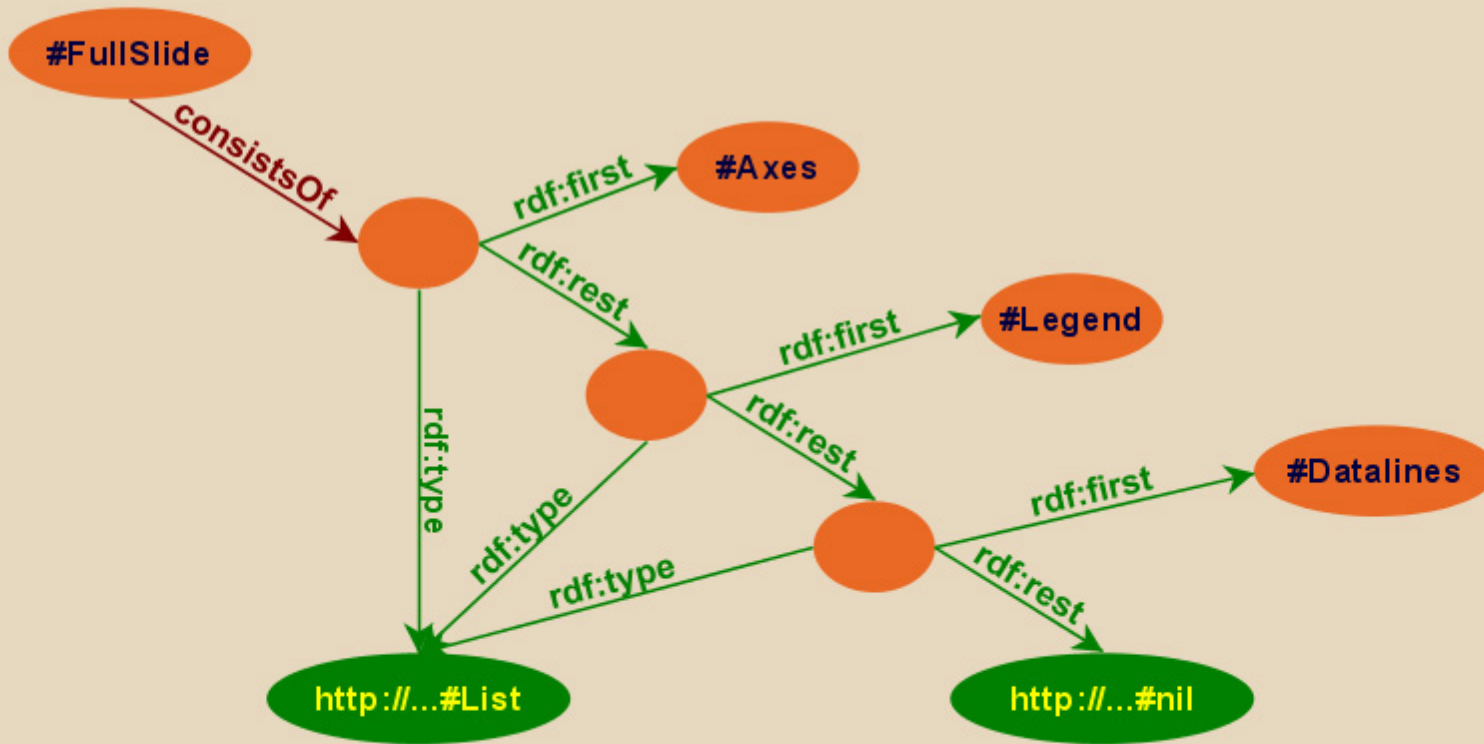 #FullSlide
consistsOf
rdf:first
#Axes
rdf:rest
rdf:first
#Legend
rdf:type
rdf:rest
rdf:first
#Datalines
rdf:type
rdf:type
rdf:rest
http://...#List
http://...#nil